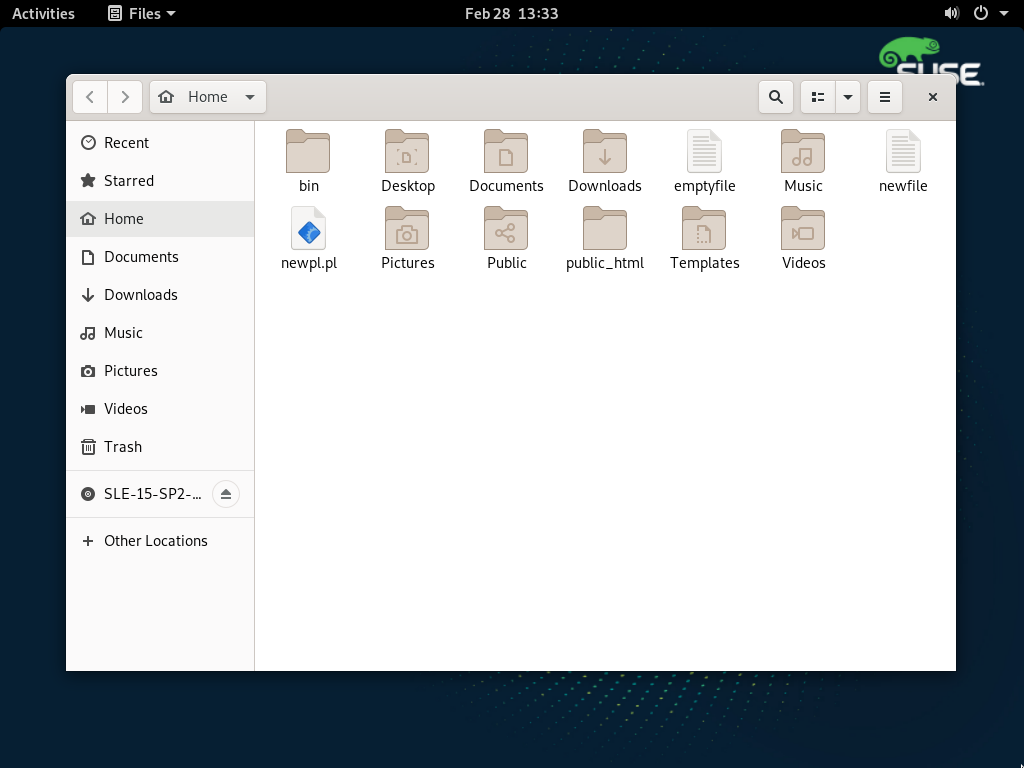 Activities Files Feb 28 13:33
SUSE
Home
Recent
Starred
Home
Documents
Downloads
Music
Pictures
Videos
Trash
SLE-15-SP2-...
Other Locations
bin Desktop Documents Downloads emptyfile Music newfile
newpl.pl Pictures Public public_html Templates Videos